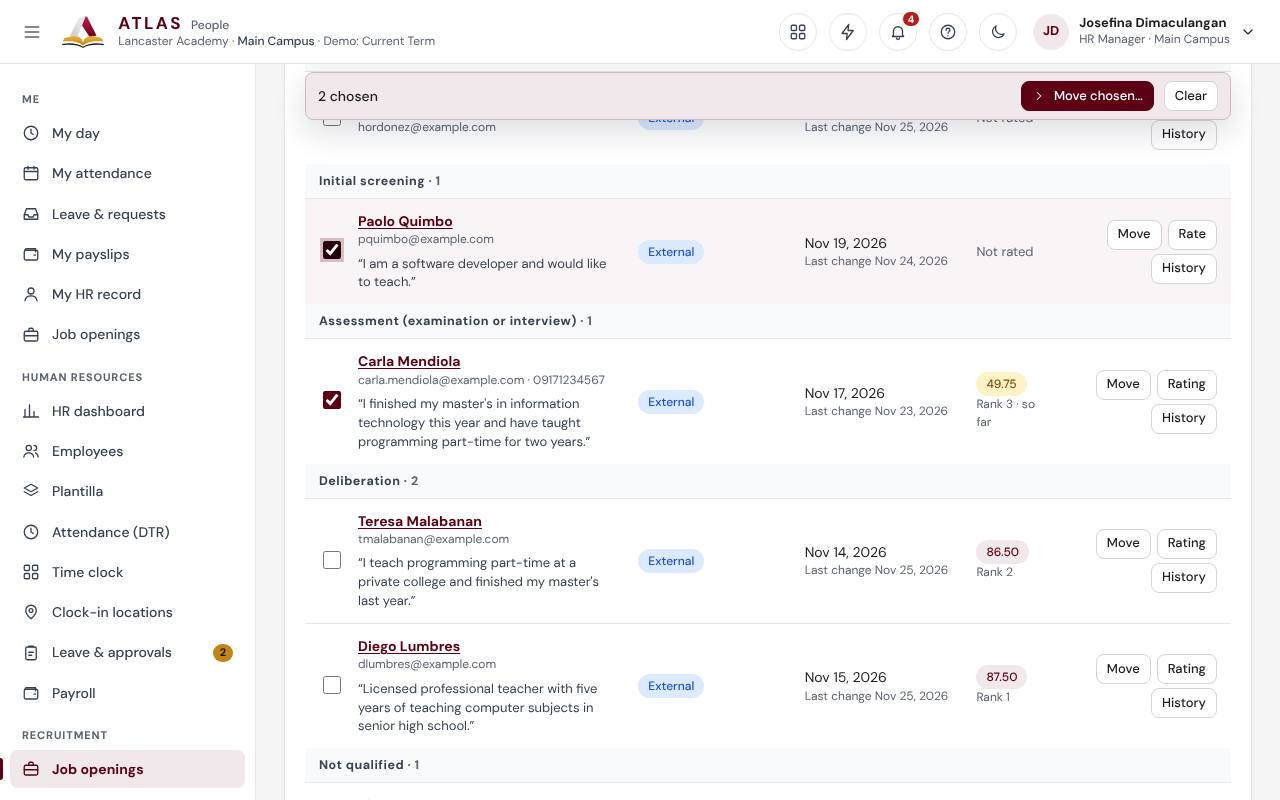 ATLAS People
Lancaster Academy · Main Campus · Demo: Current Term
4
JD
Josefina Dimaculangan
HR Manager · Main Campus
ME
My day
My attendance
Leave & requests
My payslips
My HR record
Job openings
HUMAN RESOURCES
HR dashboard
Employees
Plantilla
Attendance (DTR)
Time clock
Clock-in locations
Leave & approvals 2
Payroll
RECRUITMENT
Job openings
2 chosen
Move chosen...
Clear
hordonez@example.com
External
Last change Nov 25, 2026
Not rated
History
Initial screening · 1
Paolo Quimbo
pquimbo@example.com
“I am a software developer and would like
to teach.”
External
Nov 19, 2026
Last change Nov 24, 2026
Not rated
Move
Rate
History
Assessment (examination or interview) · 1
Carla Mendiola
carla.mendiola@example.com · 09171234567
“I finished my master's in information
technology this year and have taught
programming part-time for two years.”
External
Nov 17, 2026
Last change Nov 23, 2026
49.75
Rank 3 · so
far
Move
Rating
History
Deliberation · 2
Teresa Malabanan
tmalabanan@example.com
“I teach programming part-time at a
private college and finished my master's
last year.”
External
Nov 14, 2026
Last change Nov 25, 2026
86.50
Rank 2
Move
Rating
History
Diego Lumbres
dlumbres@example.com
“Licensed professional teacher with five
years of teaching computer subjects in
senior high school.”
External
Nov 15, 2026
Last change Nov 25, 2026
87.50
Rank 1
Move
Rating
History
Not qualified · 1